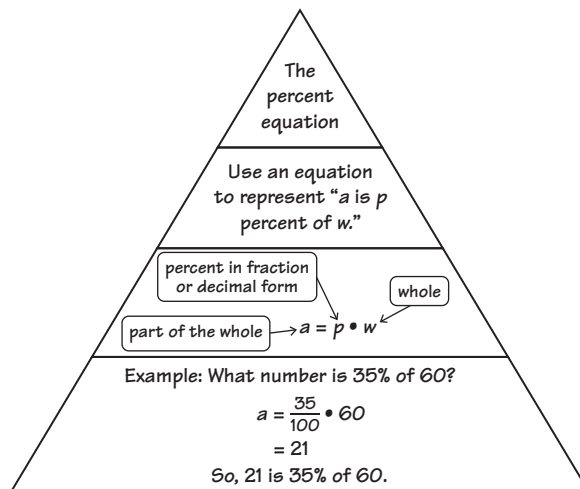 The
percent
equation
Use an equation
to represent “a is p
percent of w.”
percent in fraction
or decimal form
whole
part of the whole
a = p • w
Example: What number is 35% of 60?
a = 35/100 • 60
= 21
So, 21 is 35% of 60.